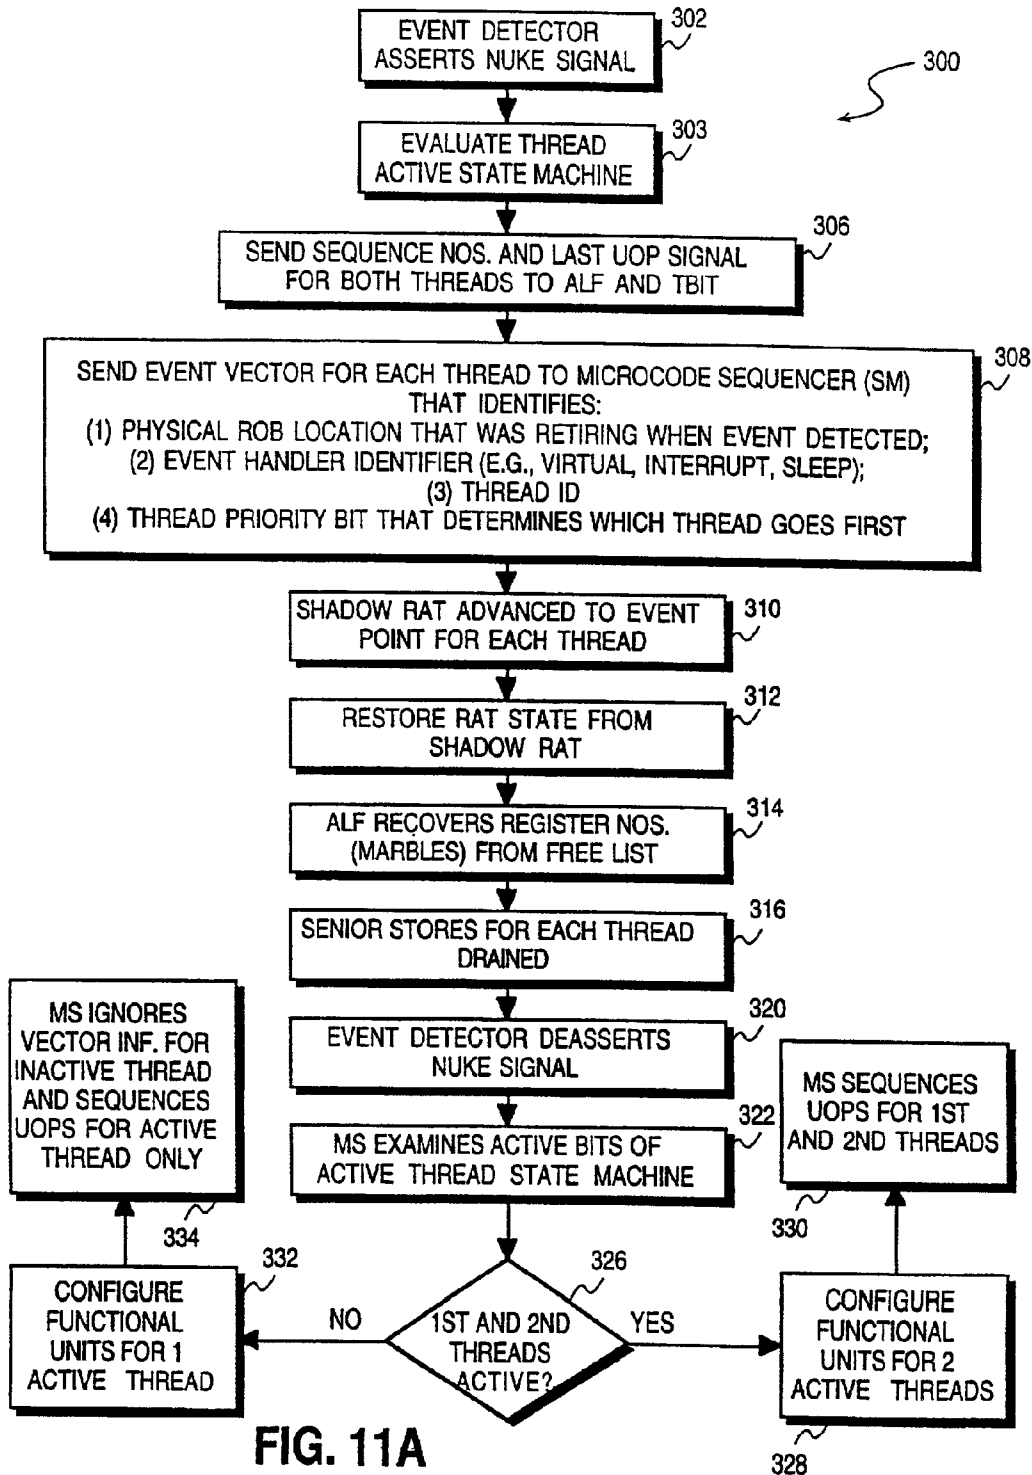 EVENT DETECTOR
ASSERTS NUKE SIGNAL
302
300
EVALUATE THREAD
ACTIVE STATE MACHINE
303
SEND SEQUENCE NOS. AND LAST UOP SIGNAL
FOR BOTH THREADS TO ALF AND TBIT
306
SEND EVENT VECTOR FOR EACH THREAD TO MICROCODE SEQUENCER (SM)
THAT IDENTIFIES:
(1) PHYSICAL ROB LOCATION THAT WAS RETIRING WHEN EVENT DETECTED;
(2) EVENT HANDLER IDENTIFIER (E.G., VIRTUAL, INTERRUPT, SLEEP);
(3) THREAD ID
(4) THREAD PRIORITY BIT THAT DETERMINES WHICH THREAD GOES FIRST
308
SHADOW RAT ADVANCED TO EVENT
POINT FOR EACH THREAD
310
RESTORE RAT STATE FROM
SHADOW RAT
312
ALF RECOVERS REGISTER NOS.
(MARBLES) FROM FREE LIST
314
SENIOR STORES FOR EACH THREAD
DRAINED
316
EVENT DETECTOR DEASSERTS
NUKE SIGNAL
320
MS EXAMINES ACTIVE BITS OF
ACTIVE THREAD STATE MACHINE
322
1ST AND 2ND
THREADS
ACTIVE?
326
NO
YES
CONFIGURE
FUNCTIONAL
UNITS FOR 1
ACTIVE THREAD
332
MS IGNORES
VECTOR INF. FOR
INACTIVE THREAD
AND SEQUENCES
UOPS FOR ACTIVE
THREAD ONLY
334
CONFIGURE
FUNCTIONAL
UNITS FOR 2
ACTIVE THREADS
328
MS SEQUENCES
UOPS FOR 1ST
AND 2ND THREADS
330
FIG. 11A